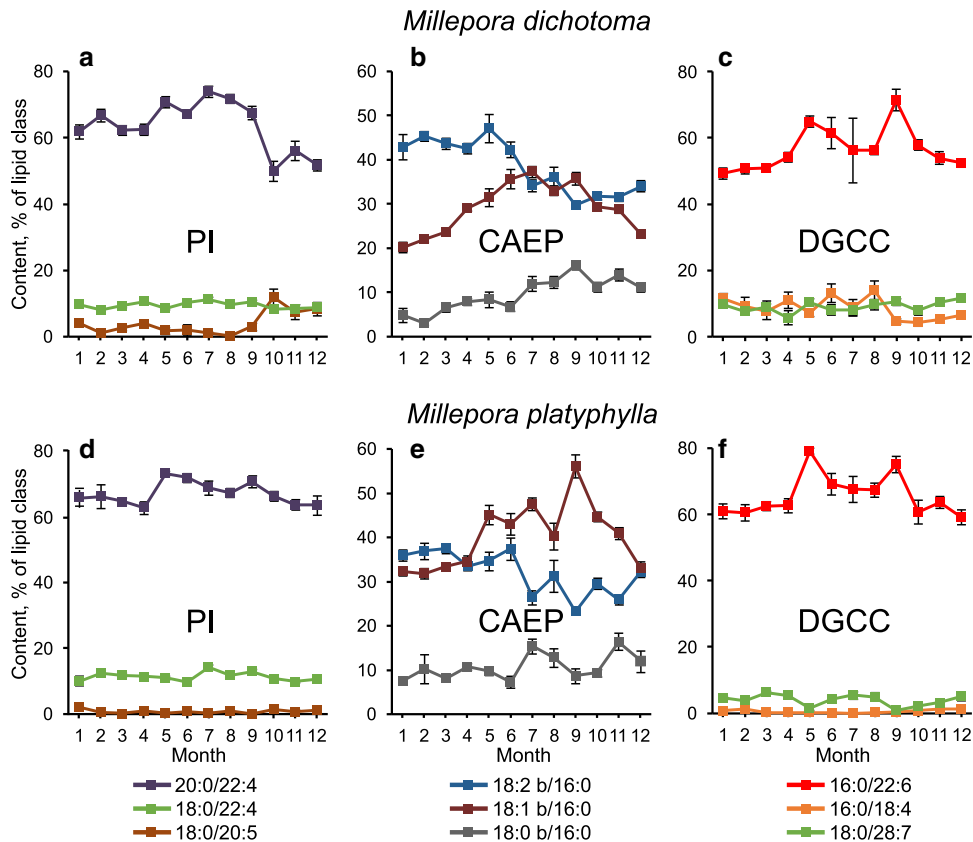 Millepora dichotoma
a b c
Content, % of lipid class
80 60 80
60 50 60
40 40 40
20 30 20
0 20 0
10
0
PI CAEP DGCC
1 2 3 4 5 6 7 8 9 10 11 12 1 2 3 4 5 6 7 8 9 10 11 12 1 2 3 4 5 6 7 8 9 10 11 12
Millepora platyphylla
d e f
Content, % of lipid class
80 60 80
60 50 60
40 40 40
20 30 20
0 20 0
10
0
PI CAEP DGCC
1 2 3 4 5 6 7 8 9 10 11 12 1 2 3 4 5 6 7 8 9 10 11 12 1 2 3 4 5 6 7 8 9 10 11 12
Month Month Month
20:0/22:4 18:2 b/16:0 16:0/22:6
18:0/22:4 18:1 b/16:0 16:0/18:4
18:0/20:5 18:0 b/16:0 18:0/28:7